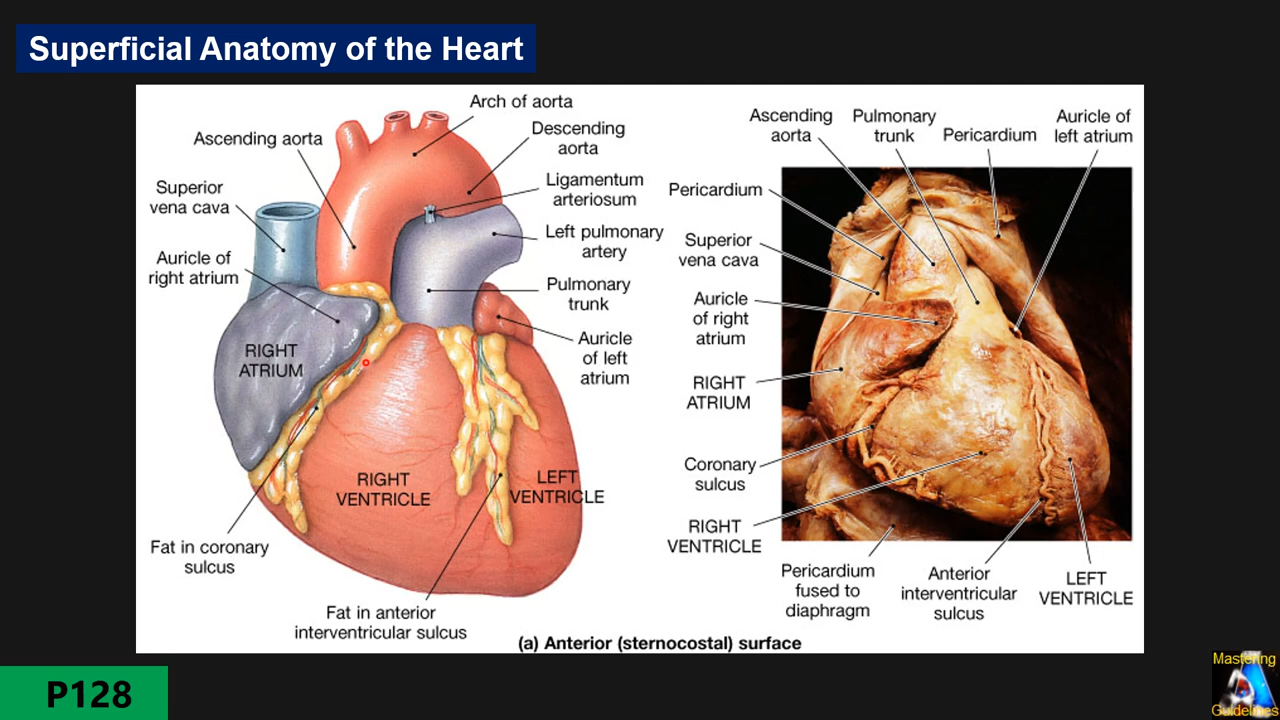 Superficial Anatomy of the Heart
Arch of aorta
Ascending aorta
Descending
aorta
Superior
vena cava
Ligamentum
arteriosum
Left pulmonary
artery
Auricle of
right atrium
Pulmonary
trunk
Auricle
of left
atrium
RIGHT
ATRIUM
RIGHT
VENTRICLE
LEFT
VENTRICLE
Fat in coronary
sulcus
Fat in anterior
interventricular sulcus
Ascending
aorta
Pulmonary
trunk
Pericardium
Auricle of
left atrium
Pericardium
Superior
vena cava
Auricle
of right
atrium
RIGHT
ATRIUM
Coronary
sulcus
RIGHT
VENTRICLE
Pericardium
fused to
diaphragm
Anterior
interventricular
sulcus
LEFT
VENTRICLE
(a) Anterior (sternocostal) surface
P128
Mastering
Guidelines